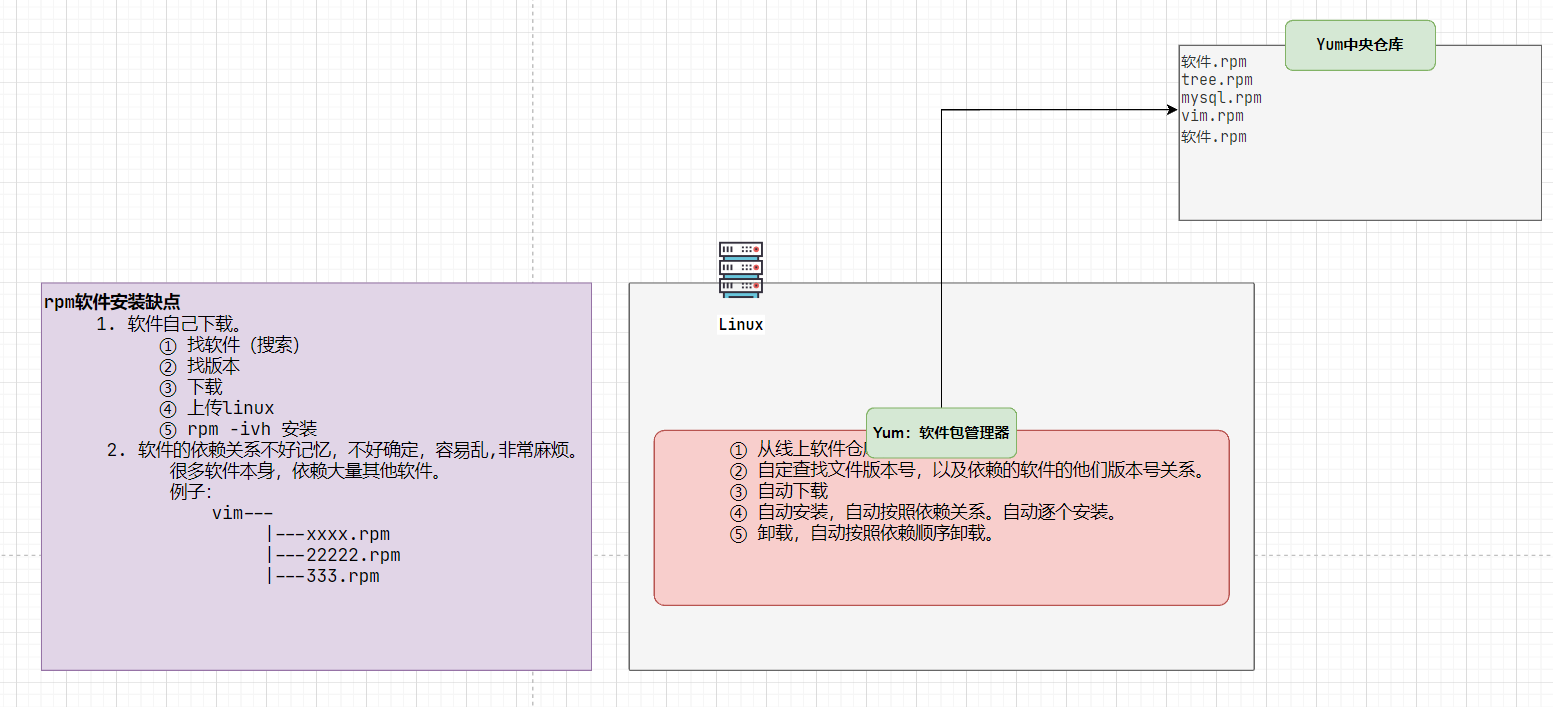 Yum中央仓库
软件.rpm
tree.rpm
mysql.rpm
vim.rpm
软件.rpm
rpm软件安装缺点
1. 软件自己下载。
① 找软件（搜索）
② 找版本
③ 下载
④ 上传linux
⑤ rpm -ivh 安装
2. 软件的依赖关系不好记忆，不好确定，容易乱,非常麻烦。
很多软件本身，依赖大量其他软件。
例子：
vim---
|---xxxx.rpm
|---22222.rpm
|---333.rpm
Linux
Yum：软件包管理器
① 从线上软件仓
② 自定查找文件版本号，以及依赖的软件的他们版本号关系。
③ 自动下载
④ 自动安装，自动按照依赖关系。自动逐个安装。
⑤ 卸载，自动按照依赖顺序卸载。